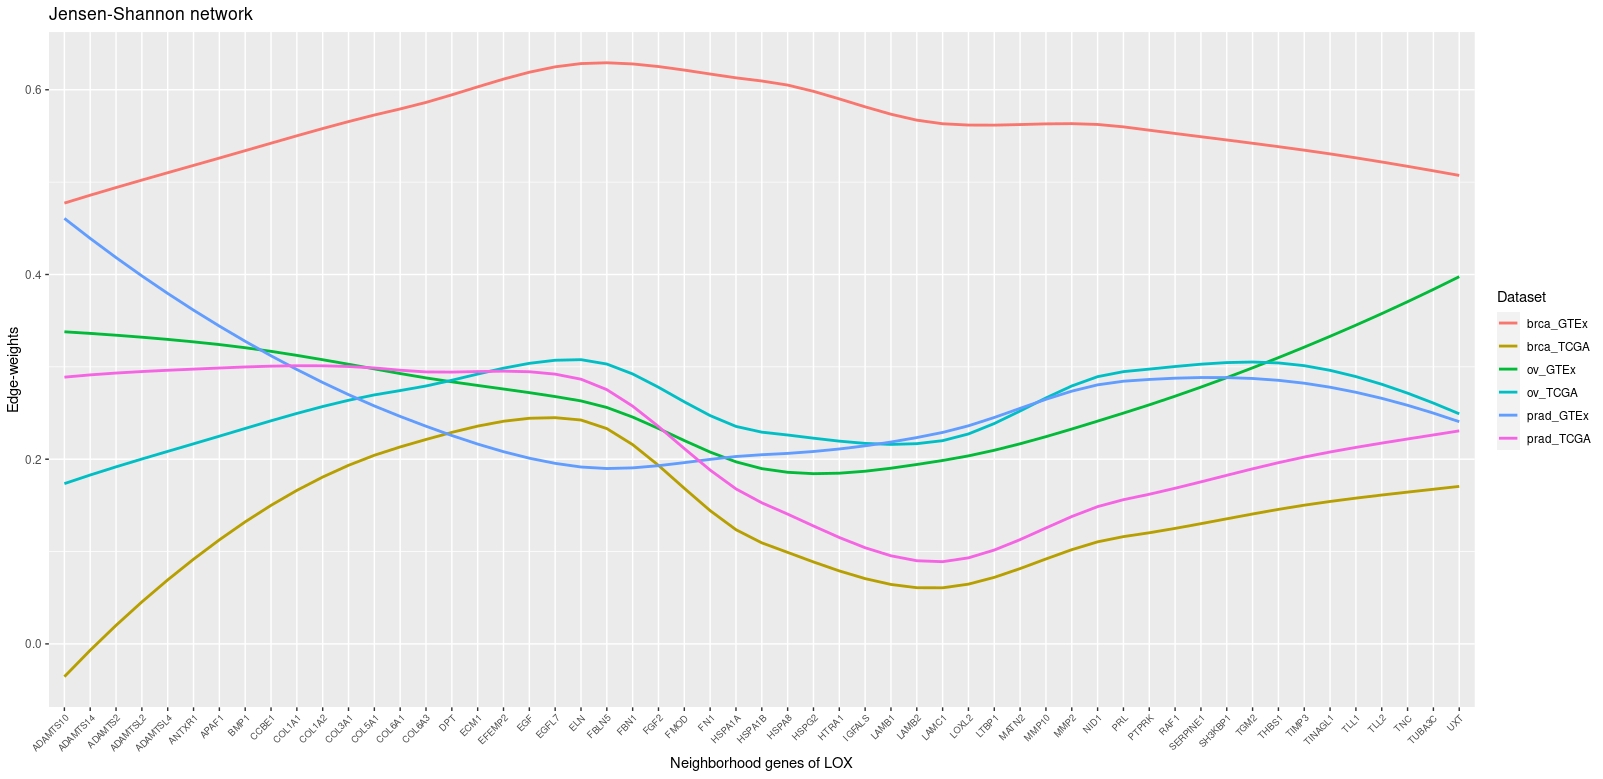 Jensen-Shannon network
Edge-weights
0.6
0.4
0.2
0.0
ADAMTS10
ADAMTS14
ADAMTS2
ADAMTSL2
ADAMTSL4
ANTXR1
APAF1
BMP1
CCBE1
COL1A1
COL1A2
COL3A1
COL5A1
COL6A1
COL6A3
DPT
ECM1
EFEMP2
EGF
EGFL7
ELN
FBLN5
FBN1
FGF2
FMOD
FN1
HSPA1A
HSPA1B
HSPA8
HSPG2
HTRA1
IGFALS
LAMB1
LAMB2
LAMC1
LOXL2
LTBP1
MATN2
MMP10
MMP2
NID1
PRL
PTPRK
RAF1
SERPINE1
SH3KBP1
TGM2
THBS1
TIMP3
TINAGL1
TLL1
TLL2
TNC
TUBA3C
UXT
Neighborhood genes of LOX
Dataset
brca_GTEx
brca_TCGA
ov_GTEx
ov_TCGA
prad_GTEx
prad_TCGA